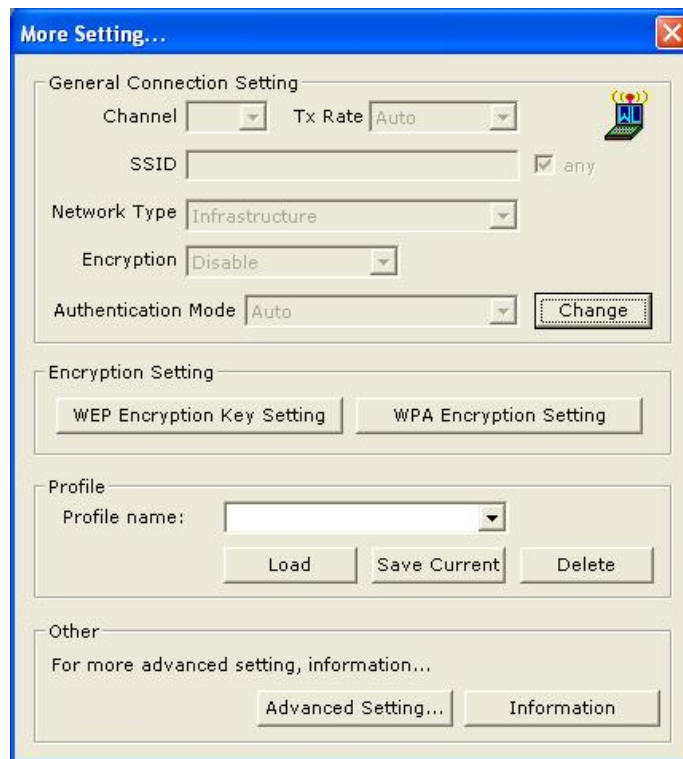 More Setting...
General Connection Setting
Channel Tx Rate Auto
WL
SSID any
Network Type Infrastructure
Encryption Disable
Authentication Mode Auto Change
Encryption Setting
WEP Encryption Key Setting WPA Encryption Setting
Profile
Profile name:
Load Save Current Delete
Other
For more advanced setting, information...
Advanced Setting... Information